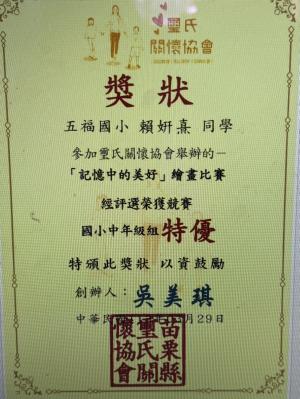 璽氏
關懷協會
獎狀
五福國小 賴妍熹 同學
參加璽氏關懷協會舉辦的－
「記憶中的美好」繪畫比賽
經評選榮獲競賽
國小中年級組 特優
特頒此獎狀 以資鼓勵
創辦人：吳美琪
中華民國 月29日
苗栗縣
璽氏關
懷協會